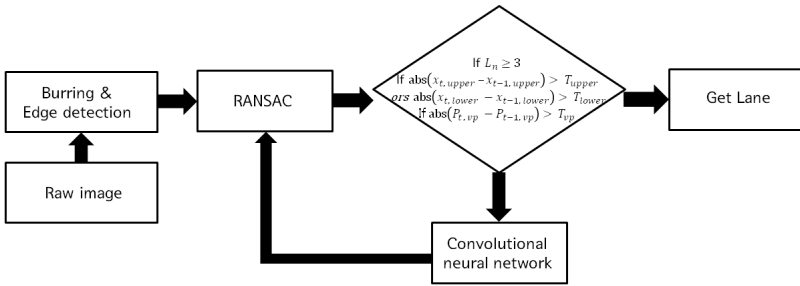 Raw image
Burring &
Edge detection
RANSAC
If Lₙ ≥ 3
If abs(x_{t,upper} − x_{t−1,upper}) > T_{upper}
ors abs(x_{t,lower} − x_{t−1,lower}) > T_{lower}
If abs(P_{t,vp} − P_{t−1,vp}) > T_{vp}
Get Lane
Convolutional
neural network